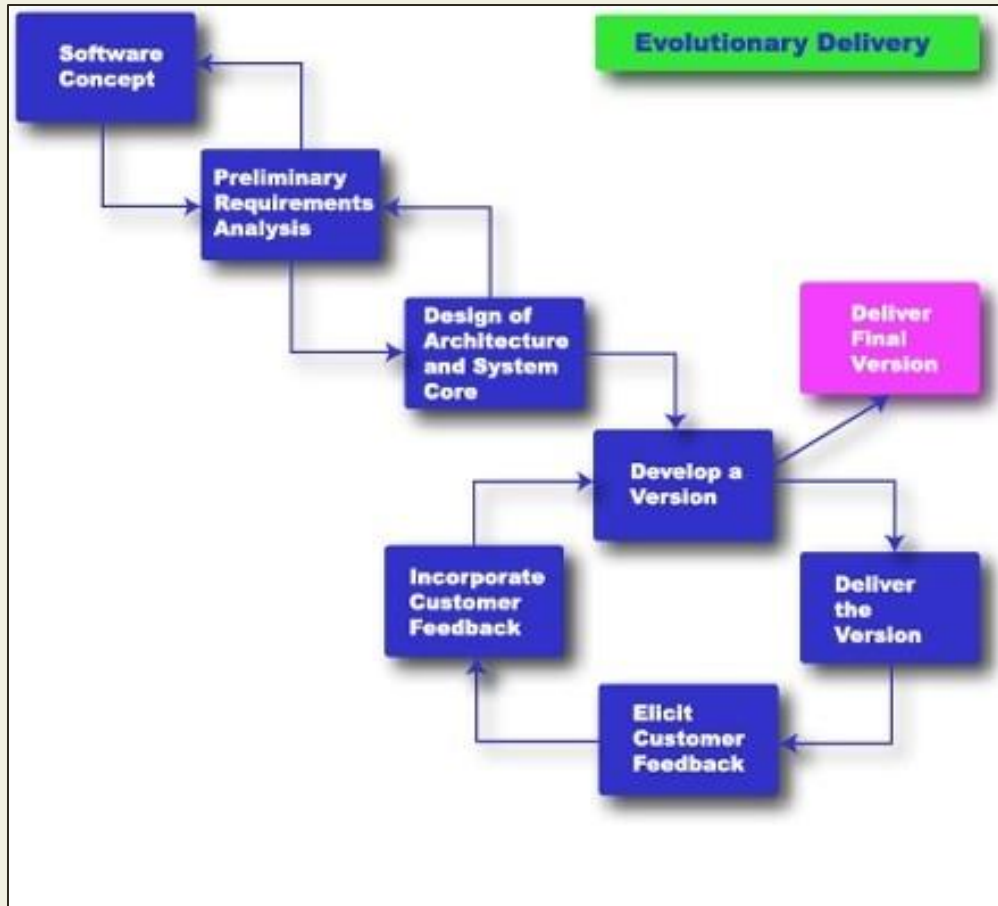 Evolutionary Delivery
Software
Concept
Preliminary
Requirements
Analysis
Design of
Architecture
and System
Core
Deliver
Final
Version
Develop a
Version
Incorporate
Customer
Feedback
Deliver
the
Version
Elicit
Customer
Feedback